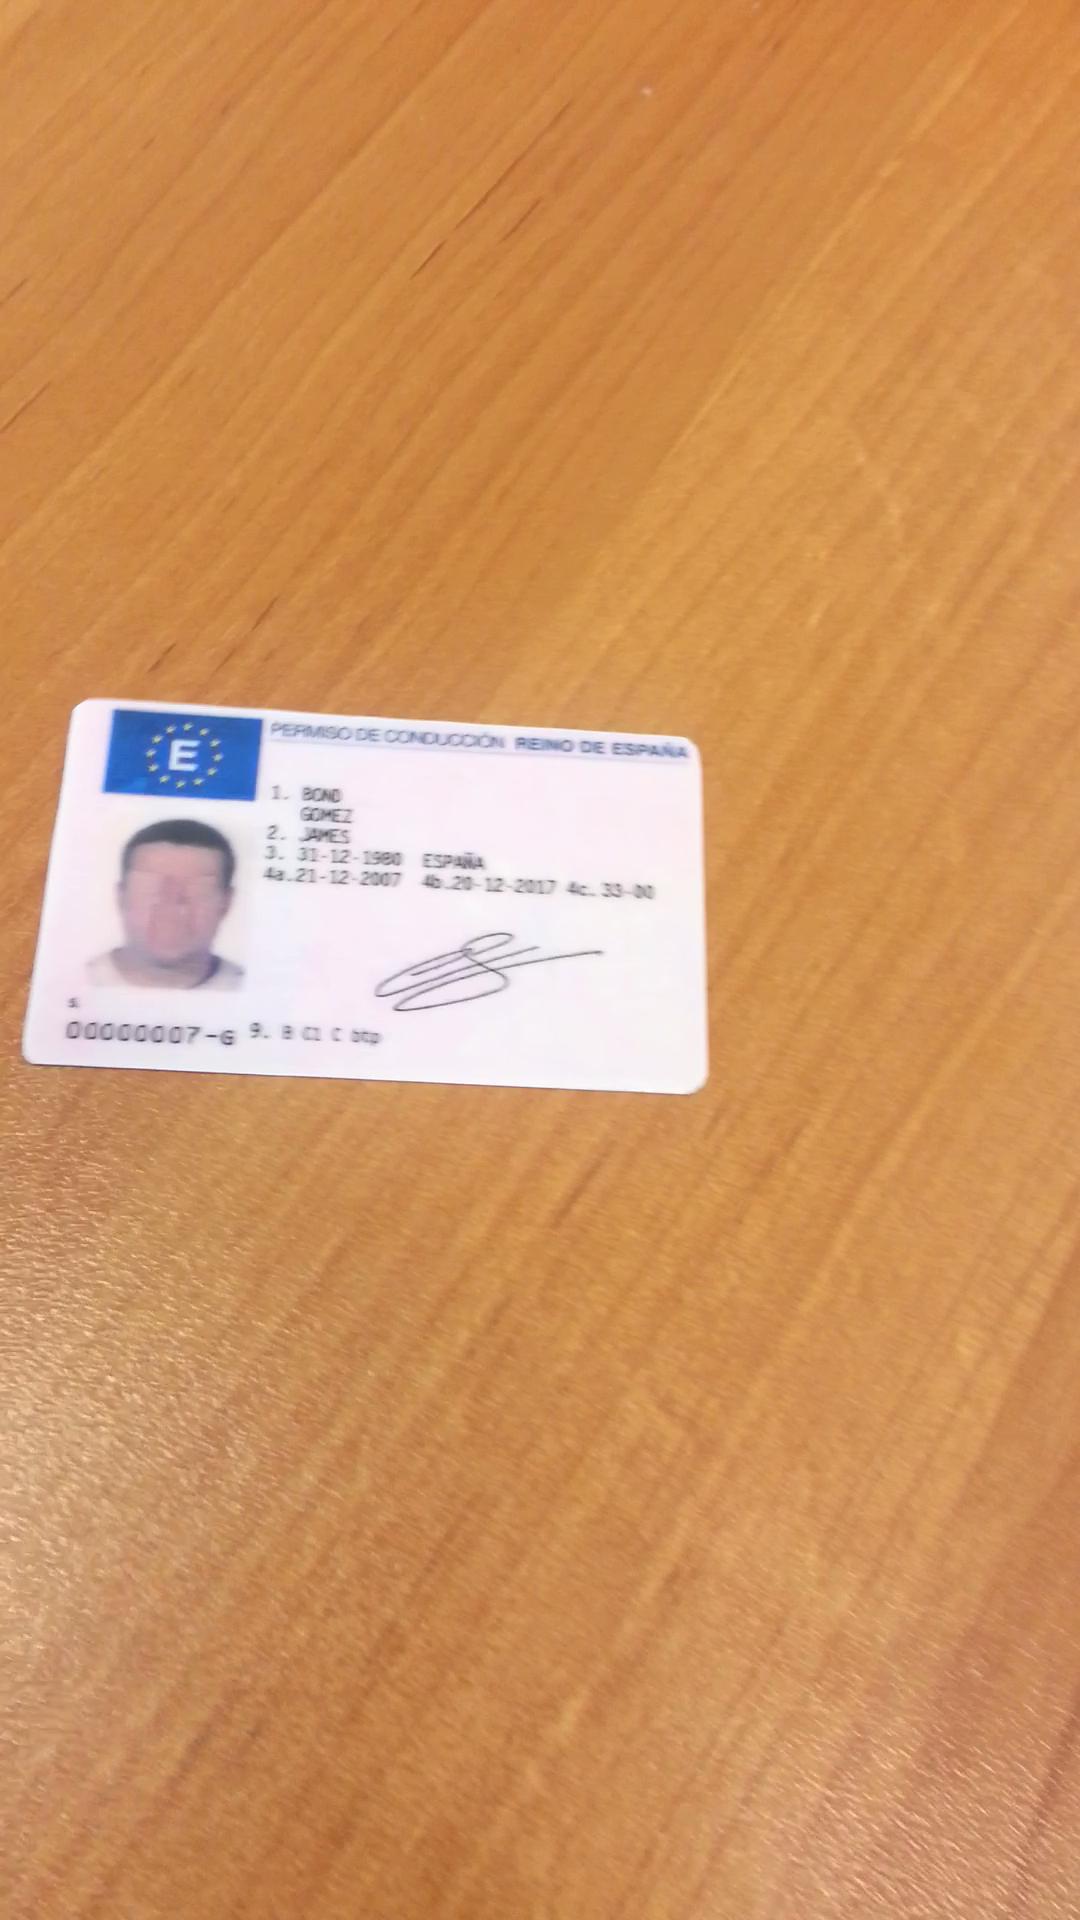 E
PERMISO DE CONDUCCIÓN REINO DE ESPAÑA
1. BOND
GOMEZ
2. JAMES
3. 31-12-1980 ESPAÑA
4a.21-12-2007 4b.20-12-2017 4c.33-00
5.
00000007-G 9. B C1 C btp